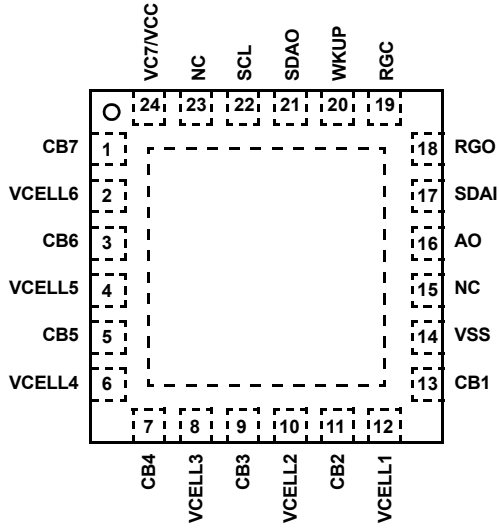 VC7/VCC
NC
SCL
SDAO
WKUP
RGC
24 23 22 21 20 19
CB7 1 18 RGO
VCELL6 2 17 SDAI
CB6 3 16 AO
VCELL5 4 15 NC
CB5 5 14 VSS
VCELL4 6 13 CB1
7 8 9 10 11 12
CB4
VCELL3
CB3
VCELL2
CB2
VCELL1